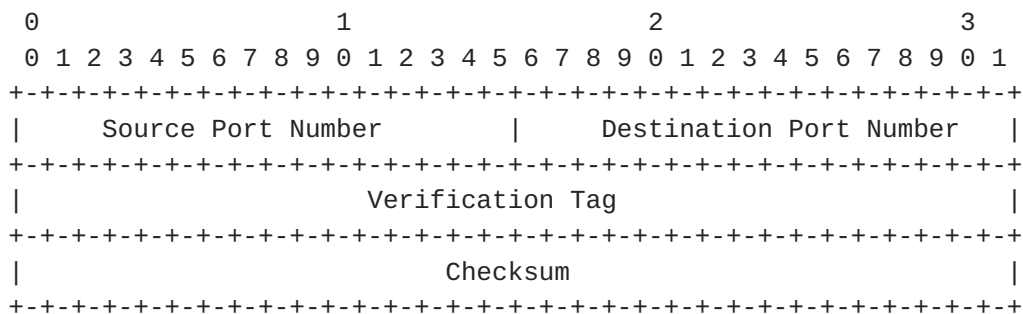 0                   1                   2                   3
 0 1 2 3 4 5 6 7 8 9 0 1 2 3 4 5 6 7 8 9 0 1 2 3 4 5 6 7 8 9 0 1
+-+-+-+-+-+-+-+-+-+-+-+-+-+-+-+-+-+-+-+-+-+-+-+-+-+-+-+-+-+-+-+-+
|     Source Port Number        |     Destination Port Number   |
+-+-+-+-+-+-+-+-+-+-+-+-+-+-+-+-+-+-+-+-+-+-+-+-+-+-+-+-+-+-+-+-+
|                      Verification Tag                         |
+-+-+-+-+-+-+-+-+-+-+-+-+-+-+-+-+-+-+-+-+-+-+-+-+-+-+-+-+-+-+-+-+
|                           Checksum                            |
+-+-+-+-+-+-+-+-+-+-+-+-+-+-+-+-+-+-+-+-+-+-+-+-+-+-+-+-+-+-+-+-+